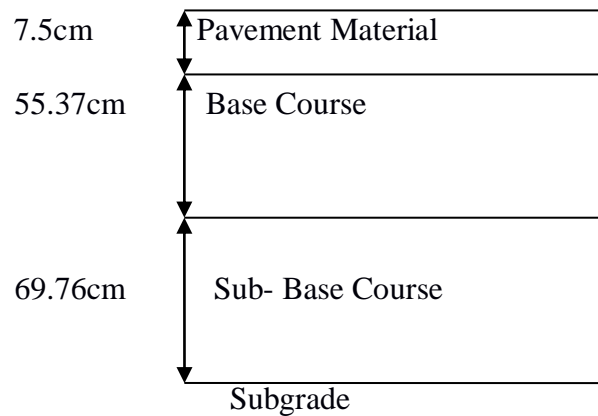 7.5cm Pavement Material
55.37cm Base Course
69.76cm Sub- Base Course
Subgrade